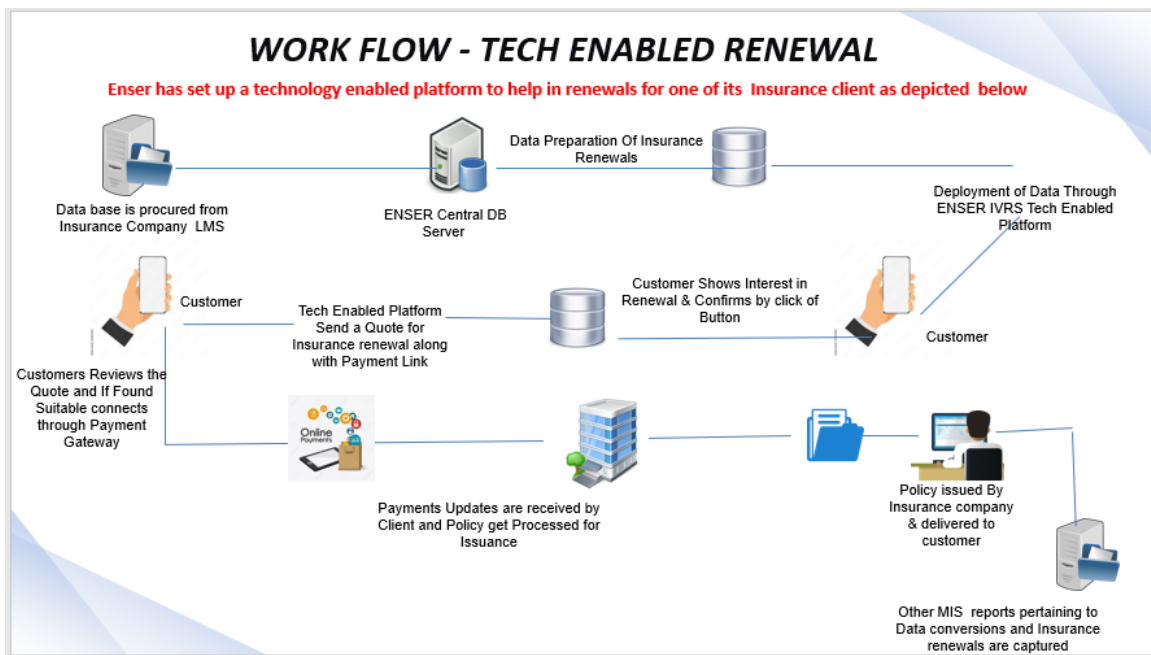 WORK FLOW - TECH ENABLED RENEWAL
Enser has set up a technology enabled platform to help in renewals for one of its Insurance client as depicted below
Data Preparation Of Insurance
Renewals
Data base is procured from
Insurance Company LMS
ENSER Central DB
Server
Deployment of Data Through
ENSER IVRS Tech Enabled
Platform
Customer
Tech Enabled Platform
Send a Quote for
Insurance renewal along
with Payment Link
Customer Shows Interest in
Renewal & Confirms by click of
Button
Customer
Customers Reviews the
Quote and If Found
Suitable connects
through Payment
Gateway
Online
Payments
Payments Updates are received by
Client and Policy get Processed for
Issuance
Policy issued By
Insurance company
& delivered to
customer
Other MIS reports pertaining to
Data conversions and Insurance
renewals are captured